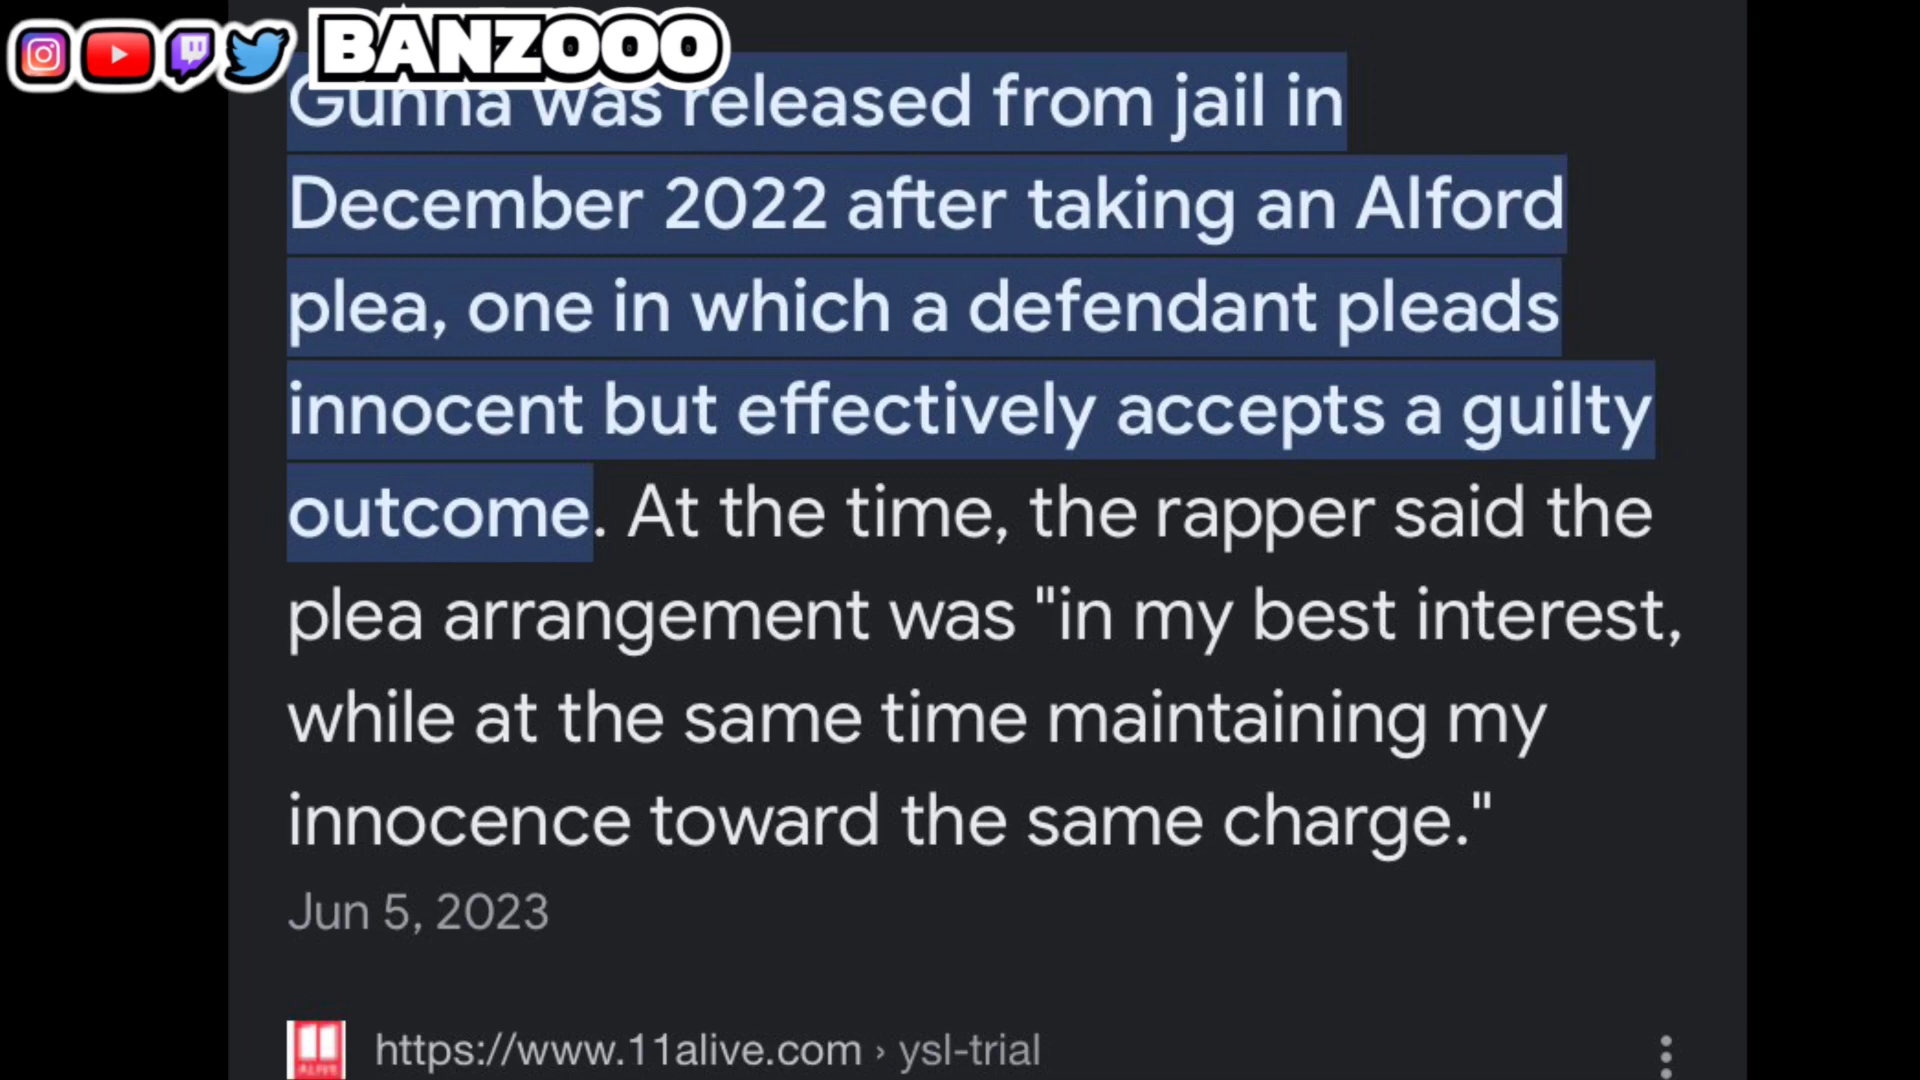 BANZOOO
Gunna was released from jail in
December 2022 after taking an Alford
plea, one in which a defendant pleads
innocent but effectively accepts a guilty
outcome. At the time, the rapper said the
plea arrangement was "in my best interest,
while at the same time maintaining my
innocence toward the same charge."
Jun 5, 2023
11 ALIVE
https://www.11alive.com › ysl-trial